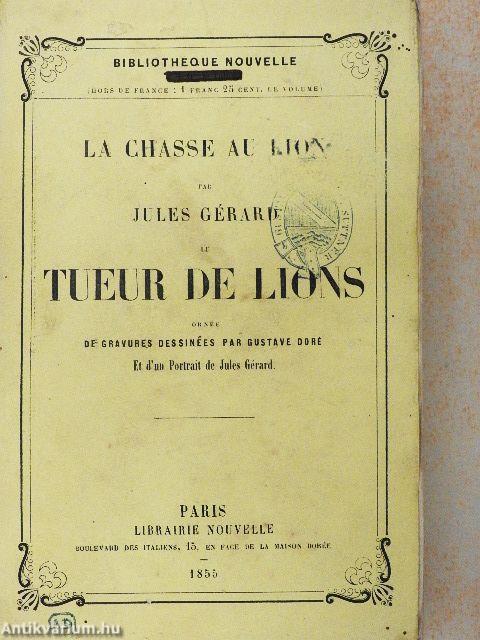 BIBLIOTHEQUE NOUVELLE
(HORS DE FRANCE : 1 FRANC 25 CENT. LE VOLUME)
LA CHASSE AU LION
PAR
JULES GÉRARD
LE
TUEUR DE LIONS
ORNÉE
DE GRAVURES DESSINÉES PAR GUSTAVE DORÉ
Et d'un Portrait de Jules Gérard.
SUTTNER
PARIS
LIBRAIRIE NOUVELLE
BOULEVARD DES ITALIENS, 15, EN FACE DE LA MAISON DORÉE
1855
Antikvárium.hu